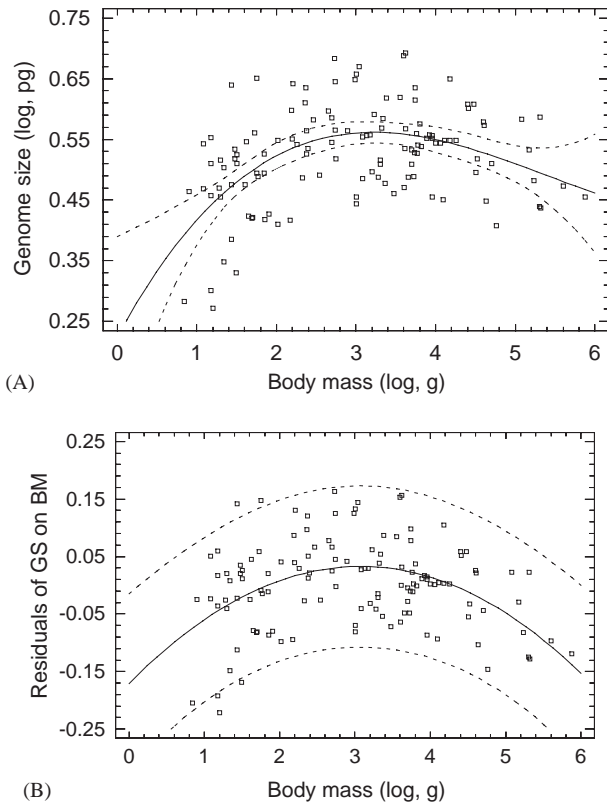 0.75
0.65
0.55
0.45
0.35
0.25
Genome size (log, pg)
0 1 2 3 4 5 6
Body mass (log, g)
(A)
0.25
0.15
0.05
-0.05
-0.15
-0.25
Residuals of GS on BM
0 1 2 3 4 5 6
Body mass (log, g)
(B)